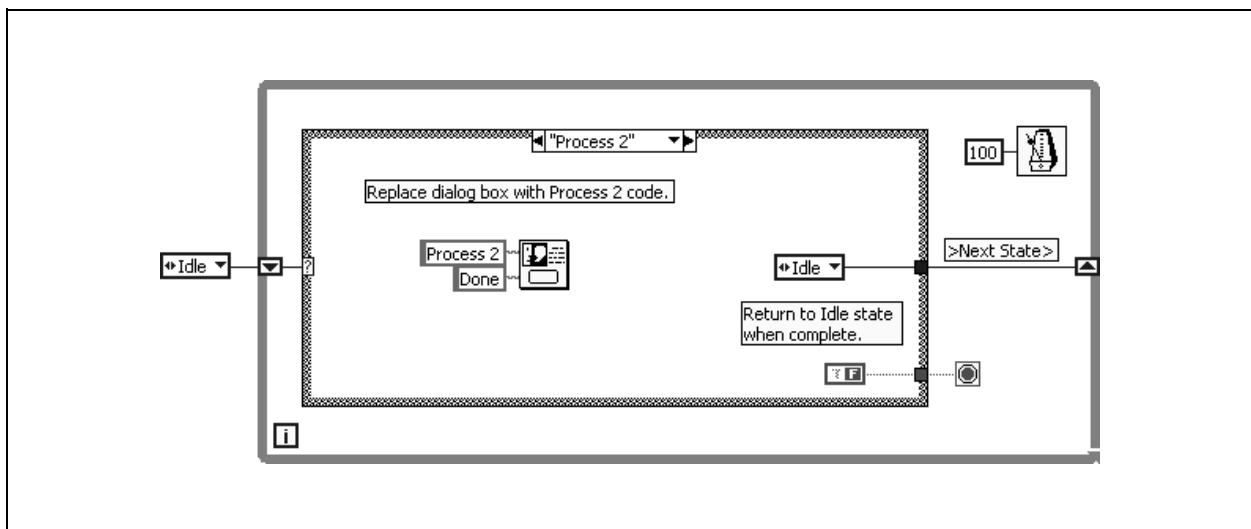 "Process 2"
100
Replace dialog box with Process 2 code.
>Next State>
Idle
?
Process 2
Done
Idle
Return to Idle state
when complete.
F
i